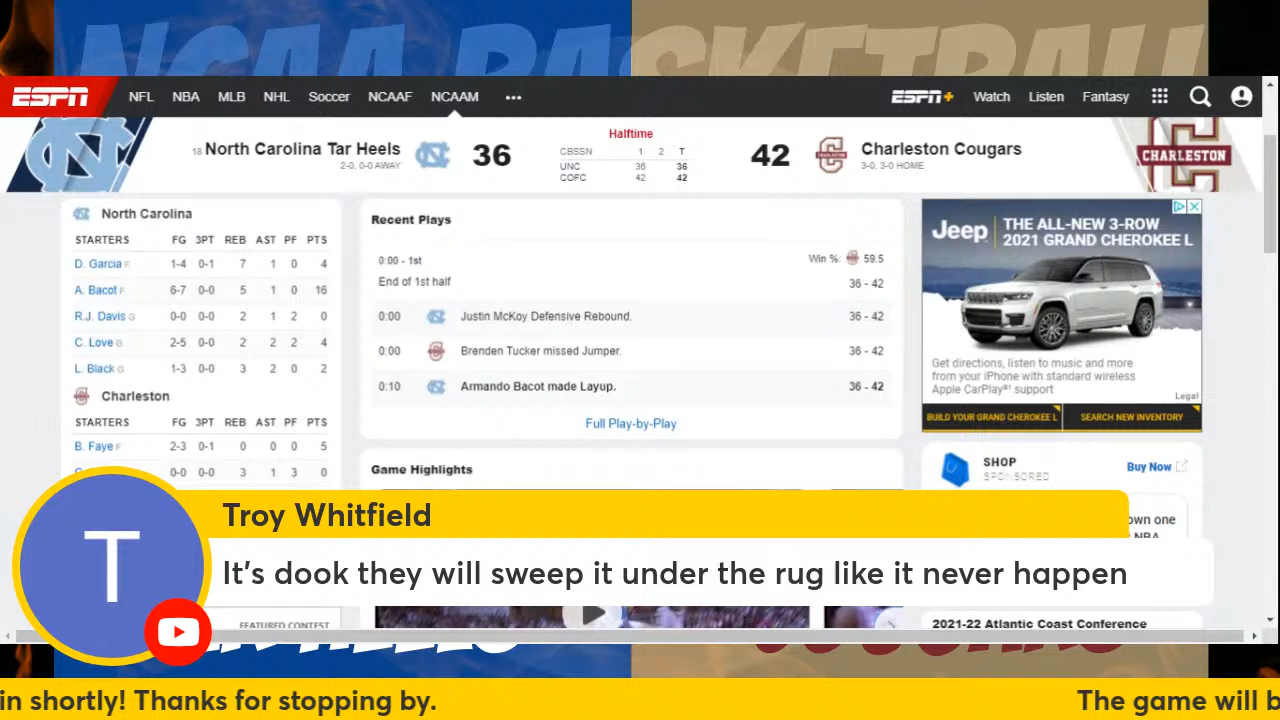 NCAA BASKETBALL
ESPN NFL NBA MLB NHL Soccer NCAAF NCAAM ••• ESPN+ Watch Listen Fantasy
18 North Carolina Tar Heels 36
2-0, 0-0 AWAY
Halftime
CBSSN 1 2 T
UNC 36 36
COFC 42 42
42 Charleston Cougars
3-0, 3-0 HOME
CHARLESTON
North Carolina
STARTERS FG 3PT REB AST PF PTS
D. Garcia F 1-4 0-1 7 1 0 4
A. Bacot F 6-7 0-0 5 1 0 16
R.J. Davis G 0-0 0-0 2 1 2 0
C. Love G 2-5 0-0 2 2 2 4
L. Black G 1-3 0-0 3 2 0 2
Charleston
STARTERS FG 3PT REB AST PF PTS
B. Faye F 2-3 0-1 0 0 0 5
0-0 0-0 3 1 3 0
Recent Plays
0:00 - 1st Win %: 59.5
End of 1st half 36 - 42
0:00 Justin McKoy Defensive Rebound. 36 - 42
0:00 Brenden Tucker missed Jumper. 36 - 42
0:10 Armando Bacot made Layup. 36 - 42
Full Play-by-Play
Game Highlights
Jeep THE ALL-NEW 3-ROW
2021 GRAND CHEROKEE L
Get directions, listen to music and more
from your iPhone with standard wireless
Apple CarPlay®¹ support
Legal
BUILD YOUR GRAND CHEROKEE L SEARCH NEW INVENTORY
SHOP
SPONSORED
Buy Now
own one
NBA
T
Troy Whitfield
It's dook they will sweep it under the rug like it never happen
FEATURED CONTEST
2021-22 Atlantic Coast Conference
in shortly! Thanks for stopping by. The game will b